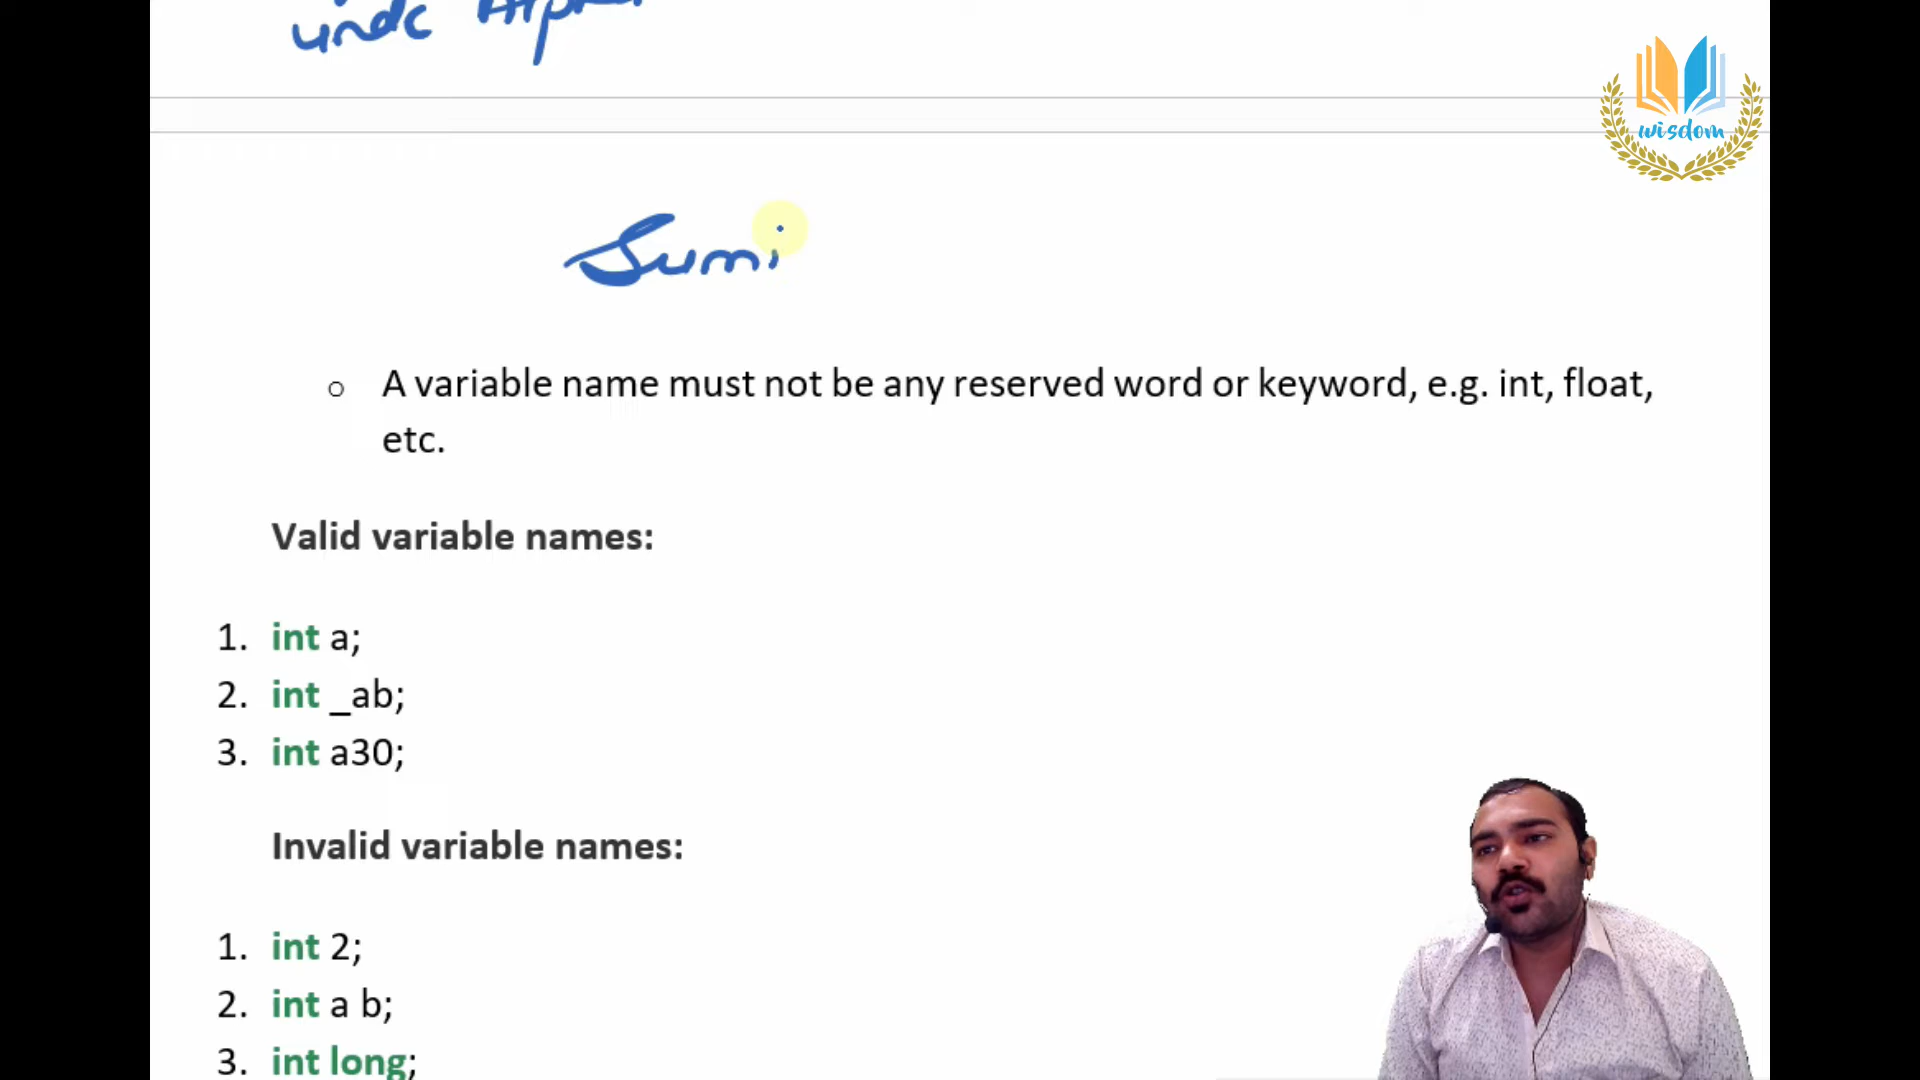 wisdom
Sumi
o A variable name must not be any reserved word or keyword, e.g. int, float,
etc.
Valid variable names:
1. int a;
2. int _ab;
3. int a30;
Invalid variable names:
1. int 2;
2. int a b;
3. int long;